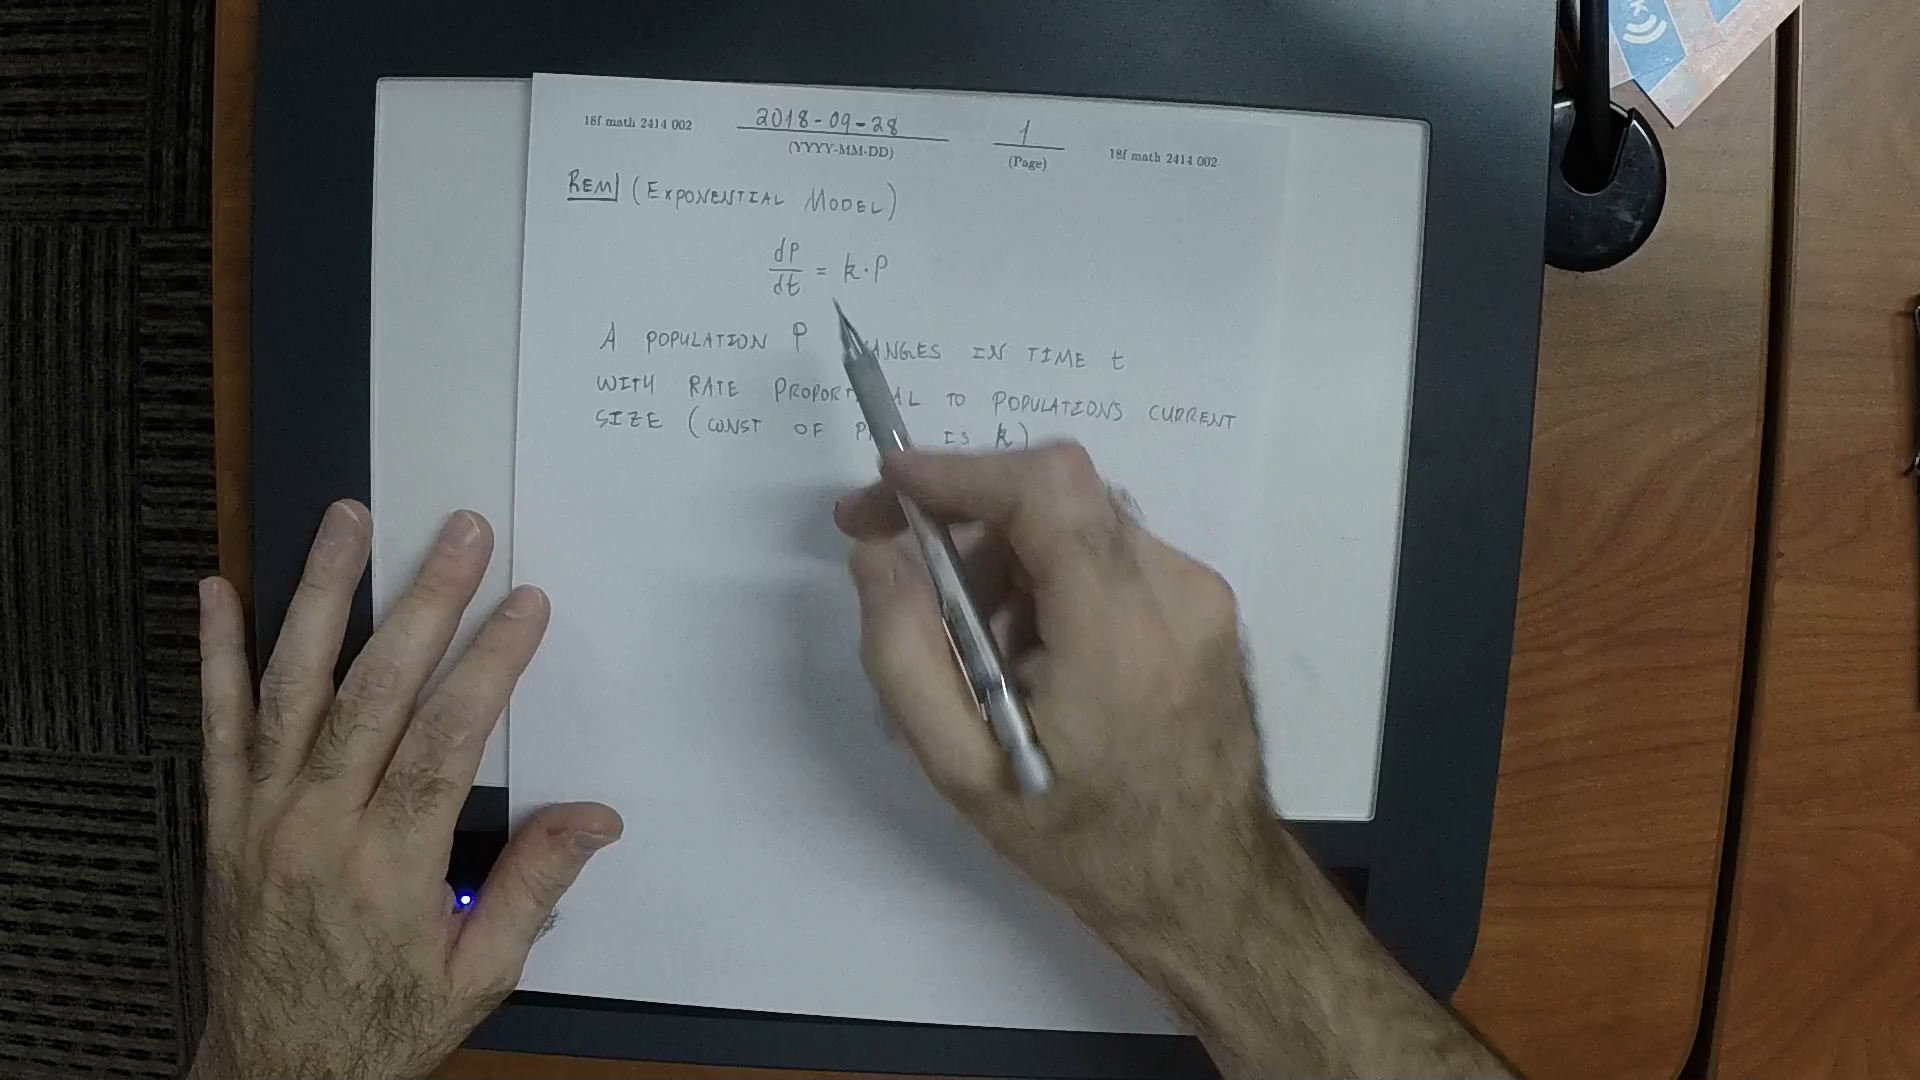 18f math 2414 002 2018-09-28 1 18f math 2414 002
(YYYY-MM-DD) (Page)
REM (EXPONENTIAL MODEL)
dP/dt = k·P
A POPULATION P IN TIME t
WITH RATE TO POPULATIONS CURRENT
SIZE (CONST OF IS k)